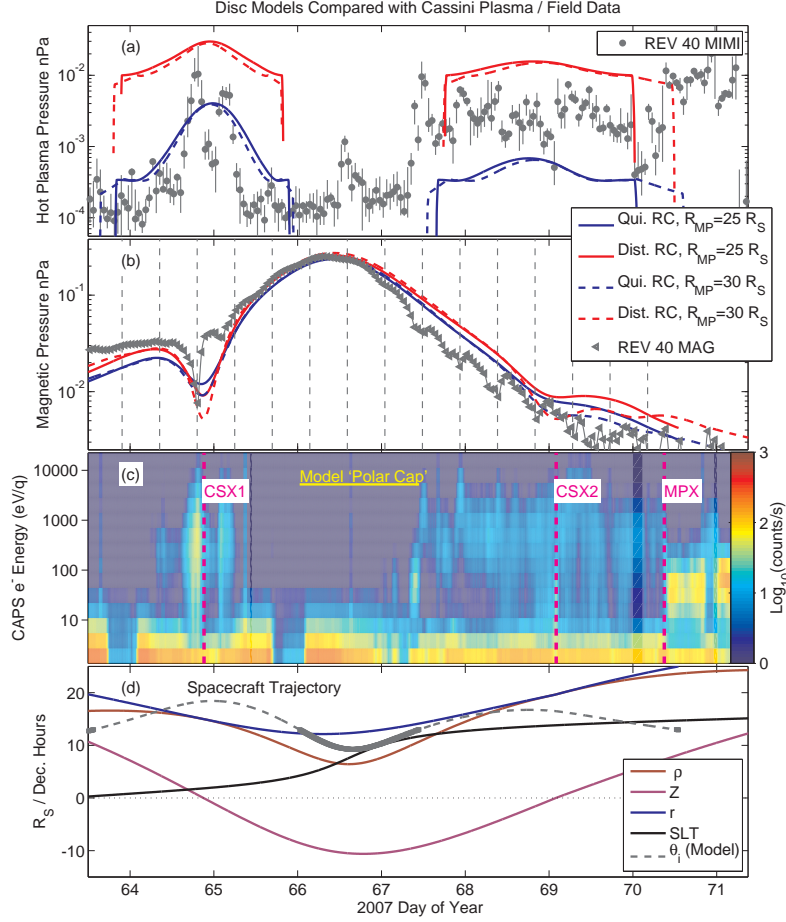 Disc Models Compared with Cassini Plasma / Field Data
(a)
REV 40 MIMI
Hot Plasma Pressure nPa
10^-2
10^-3
10^-4
Qui. RC, R_MP=25 R_S
Dist. RC, R_MP=25 R_S
Qui. RC, R_MP=30 R_S
Dist. RC, R_MP=30 R_S
REV 40 MAG
(b)
Magnetic Pressure nPa
10^-1
10^-2
(c)
Model 'Polar Cap'
CSX1
CSX2
MPX
CAPS e^- Energy (eV/q)
10000
1000
100
10
3
2
1
0
Log_10(counts/s)
(d)
Spacecraft Trajectory
R_S / Dec. Hours
20
10
0
-10
ρ
Z
r
SLT
θ_i (Model)
64 65 66 67 68 69 70 71
2007 Day of Year